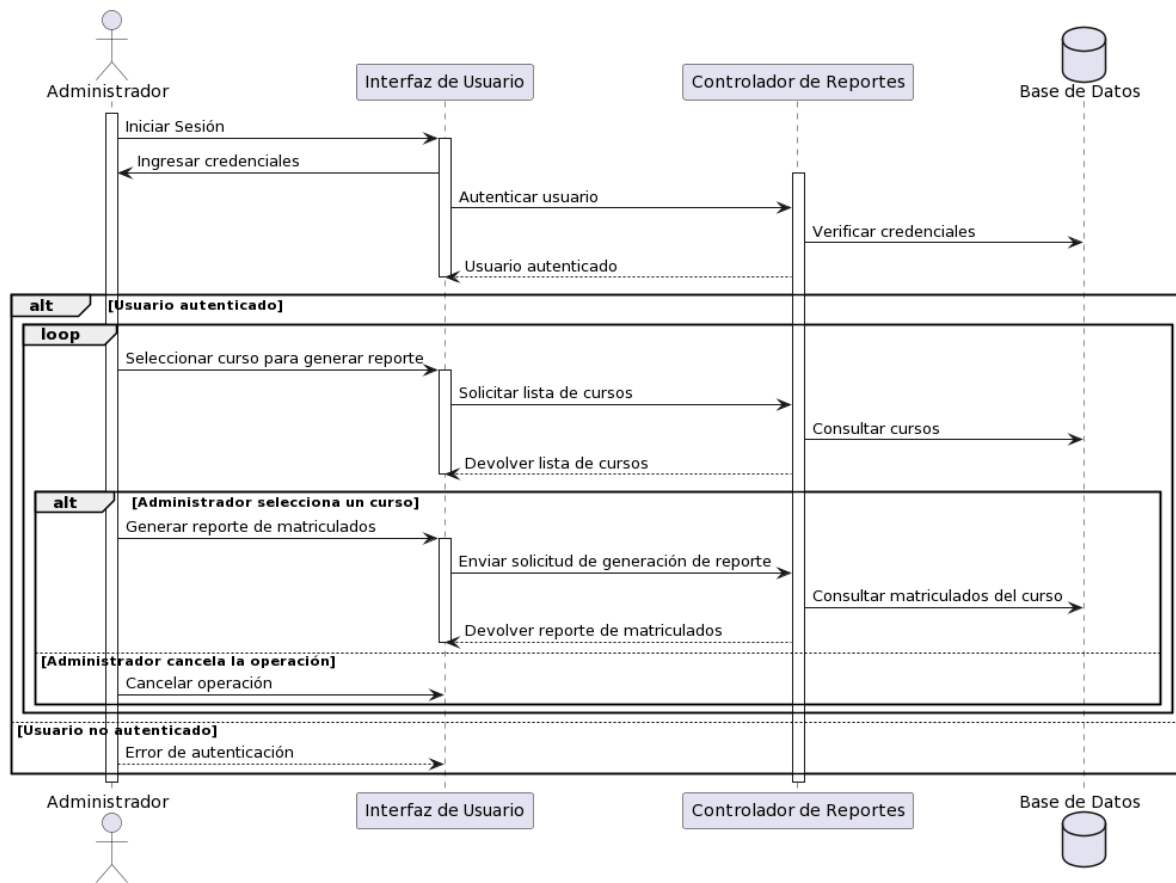 Administrador
Interfaz de Usuario
Controlador de Reportes
Base de Datos
Iniciar Sesión
Ingresar credenciales
Autenticar usuario
Verificar credenciales
Usuario autenticado
alt [Usuario autenticado]
loop
Seleccionar curso para generar reporte
Solicitar lista de cursos
Consultar cursos
Devolver lista de cursos
alt [Administrador selecciona un curso]
Generar reporte de matriculados
Enviar solicitud de generación de reporte
Consultar matriculados del curso
Devolver reporte de matriculados
[Administrador cancela la operación]
Cancelar operación
[Usuario no autenticado]
Error de autenticación
Administrador
Interfaz de Usuario
Controlador de Reportes
Base de Datos